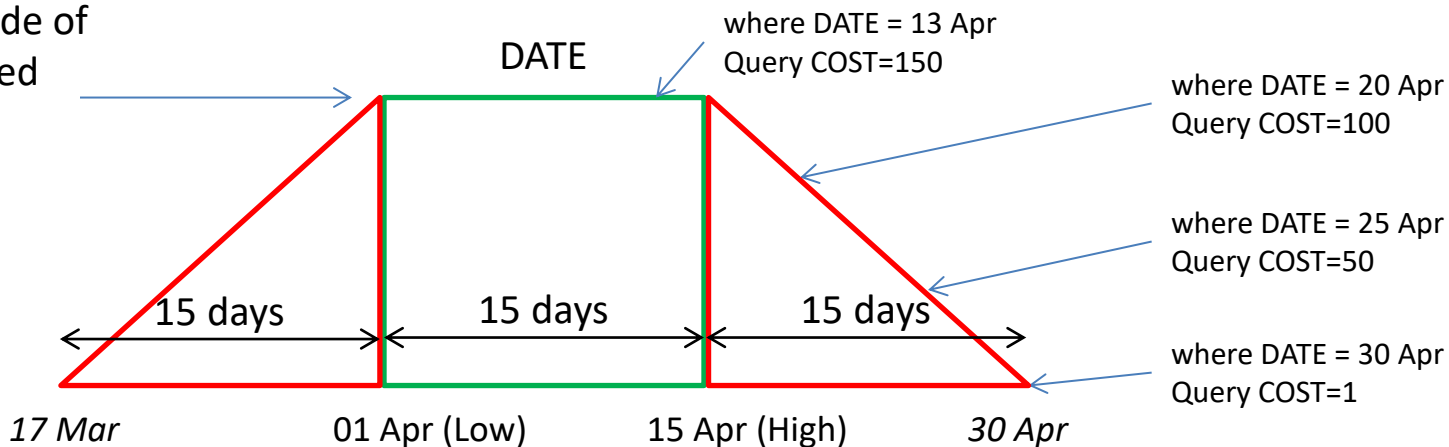 de of
ed
DATE
where DATE = 13 Apr
Query COST=150
where DATE = 20 Apr
Query COST=100
where DATE = 25 Apr
Query COST=50
15 days
15 days
15 days
where DATE = 30 Apr
Query COST=1
17 Mar
01 Apr (Low)
15 Apr (High)
30 Apr